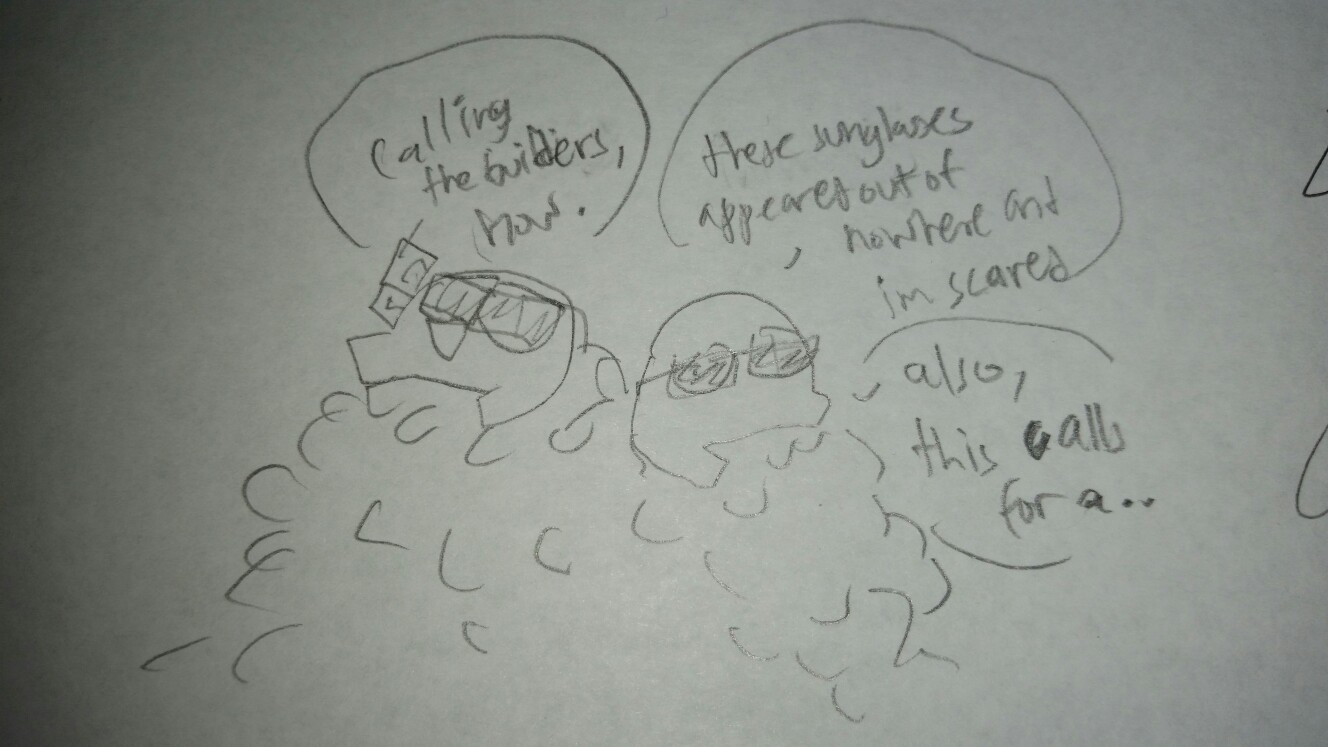 Calling
the builders,
now.
these sunglasses
appeared out of
nowhere and
im scared
also,
this calls
for a..